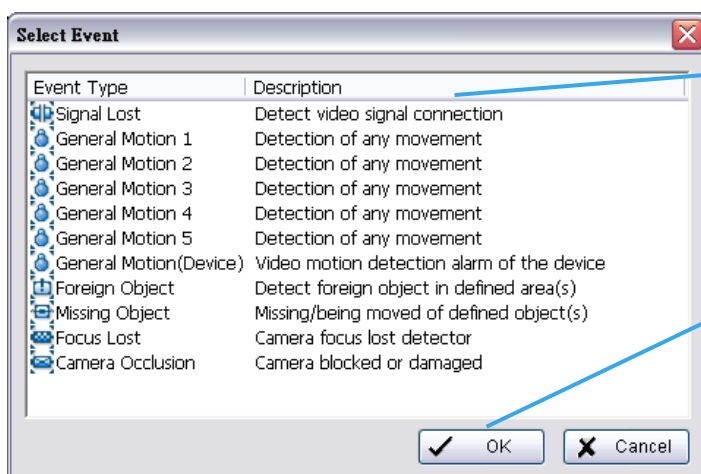 Select Event
Event Type Description
Signal Lost Detect video signal connection
General Motion 1 Detection of any movement
General Motion 2 Detection of any movement
General Motion 3 Detection of any movement
General Motion 4 Detection of any movement
General Motion 5 Detection of any movement
General Motion(Device) Video motion detection alarm of the device
Foreign Object Detect foreign object in defined area(s)
Missing Object Missing/being moved of defined object(s)
Focus Lost Camera focus lost detector
Camera Occlusion Camera blocked or damaged
OK Cancel